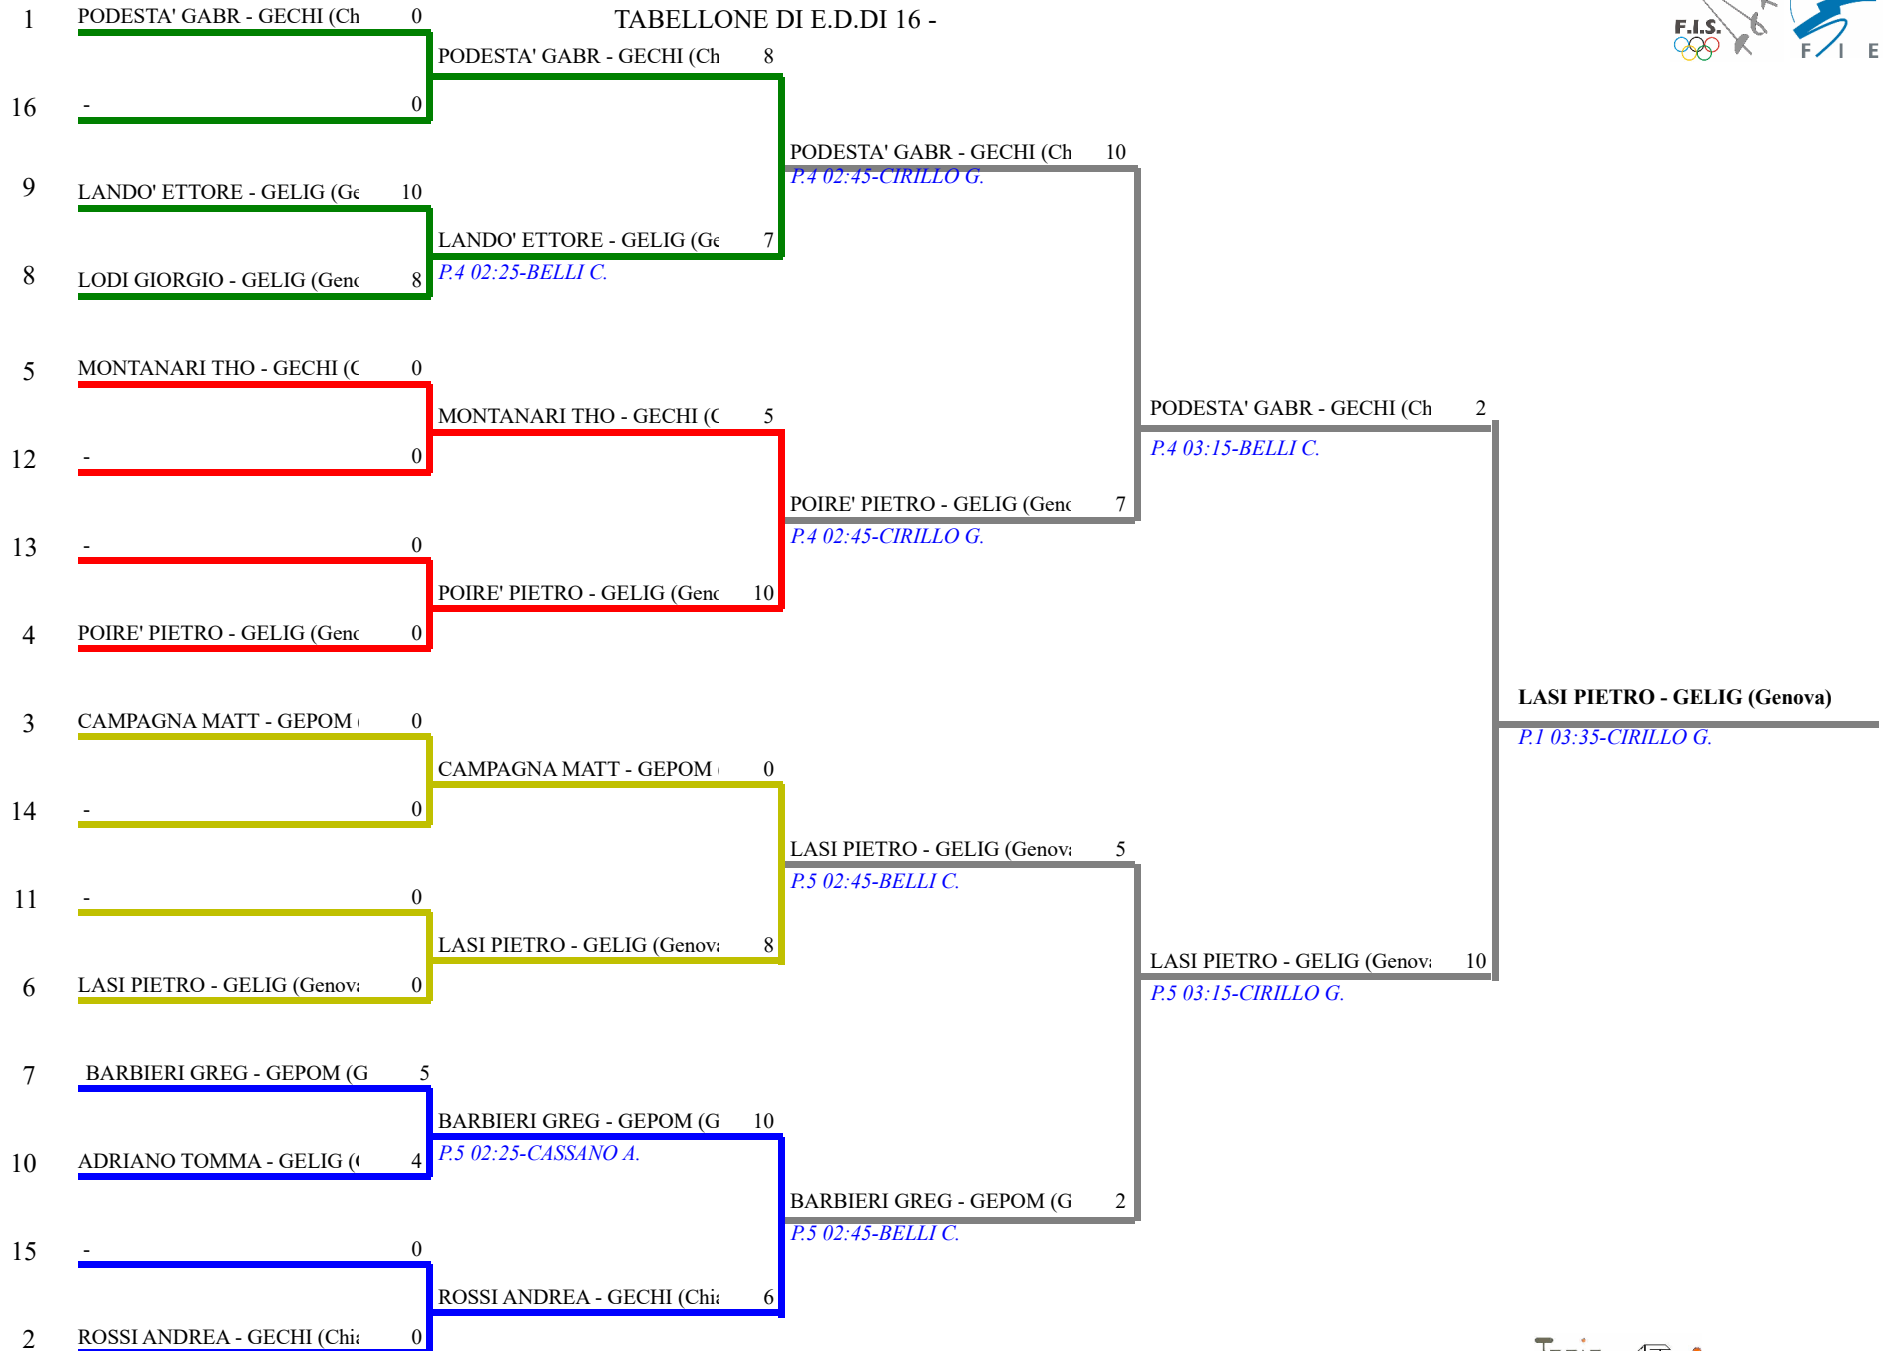 TABELLONE DI E.D.DI 16 -
F.I.S.
F I E
1 PODESTA' GABR - GECHI (Ch 0
PODESTA' GABR - GECHI (Ch 8
16 - 0
PODESTA' GABR - GECHI (Ch 10
P.4 02:45-CIRILLO G.
9 LANDO' ETTORE - GELIG (Ge 10
LANDO' ETTORE - GELIG (Ge 7
P.4 02:25-BELLI C.
8 LODI GIORGIO - GELIG (Geno 8
5 MONTANARI THO - GECHI (C 0
PODESTA' GABR - GECHI (Ch 2
P.4 03:15-BELLI C.
MONTANARI THO - GECHI (C 5
12 - 0
POIRE' PIETRO - GELIG (Geno 7
P.4 02:45-CIRILLO G.
13 - 0
POIRE' PIETRO - GELIG (Geno 10
4 POIRE' PIETRO - GELIG (Geno 0
LASI PIETRO - GELIG (Genova)
P.1 03:35-CIRILLO G.
3 CAMPAGNA MATT - GEPOM ( 0
CAMPAGNA MATT - GEPOM ( 0
14 - 0
LASI PIETRO - GELIG (Genova 5
P.5 02:45-BELLI C.
11 - 0
LASI PIETRO - GELIG (Genova 8
LASI PIETRO - GELIG (Genova 10
P.5 03:15-CIRILLO G.
6 LASI PIETRO - GELIG (Genova 0
7 BARBIERI GREG - GEPOM (G 5
BARBIERI GREG - GEPOM (G 10
P.5 02:25-CASSANO A.
10 ADRIANO TOMMA - GELIG (G 4
BARBIERI GREG - GEPOM (G 2
P.5 02:45-BELLI C.
15 - 0
ROSSI ANDREA - GECHI (Chia 6
2 ROSSI ANDREA - GECHI (Chia 0